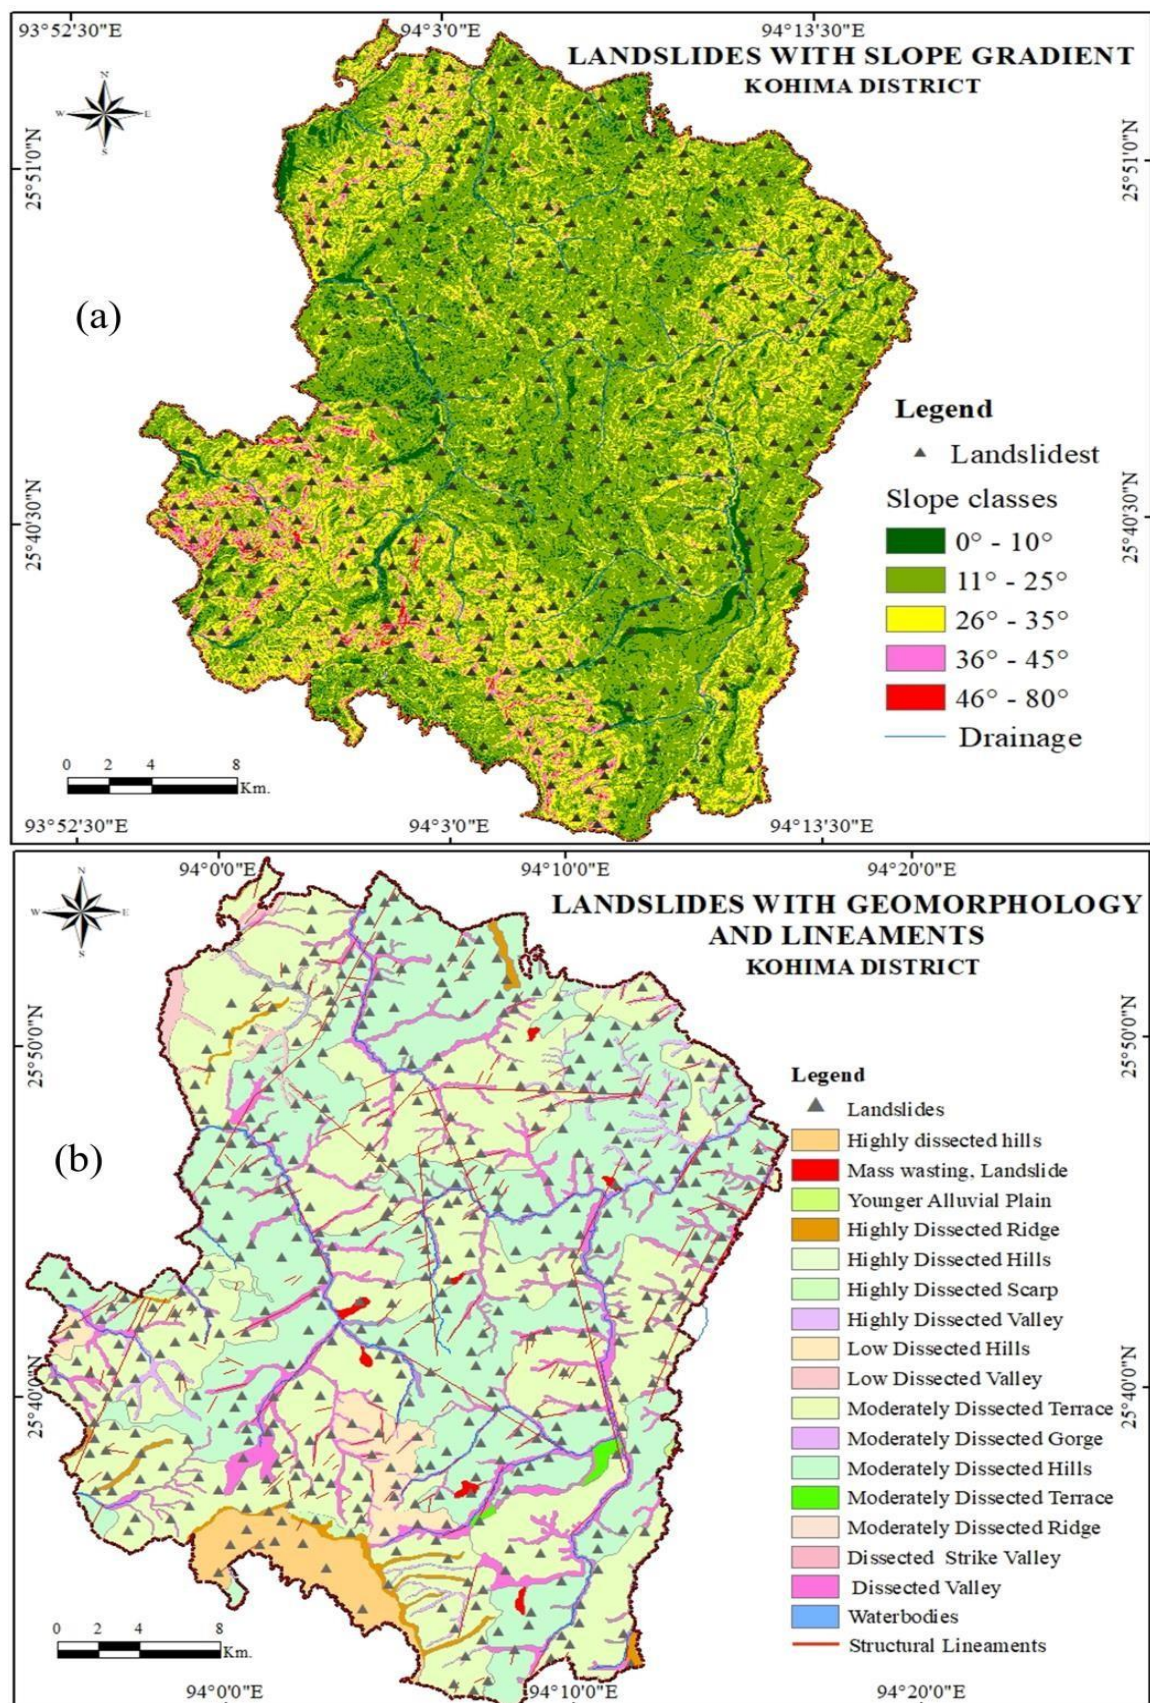 93°52'30"E 94°3'0"E 94°13'30"E
LANDSLIDES WITH SLOPE GRADIENT
KOHIMA DISTRICT
N
W E
S
25°51'0"N 25°51'0"N
(a)
Legend
Landslidest
Slope classes
0° - 10°
11° - 25°
26° - 35°
36° - 45°
46° - 80°
Drainage
25°40'30"N 25°40'30"N
0 2 4 8
Km.
93°52'30"E 94°3'0"E 94°13'30"E
94°0'0"E 94°10'0"E 94°20'0"E
LANDSLIDES WITH GEOMORPHOLOGY
AND LINEAMENTS
KOHIMA DISTRICT
N
W E
S
25°50'0"N 25°50'0"N
(b)
Legend
Landslides
Highly dissected hills
Mass wasting, Landslide
Younger Alluvial Plain
Highly Dissected Ridge
Highly Dissected Hills
Highly Dissected Scarp
Highly Dissected Valley
Low Dissected Hills
Low Dissected Valley
Moderately Dissected Terrace
Moderately Dissected Gorge
Moderately Dissected Hills
Moderately Dissected Terrace
Moderately Dissected Ridge
Dissected Strike Valley
Dissected Valley
Waterbodies
Structural Lineaments
25°40'0"N 25°40'0"N
0 2 4 8
Km.
94°0'0"E 94°10'0"E 94°20'0"E